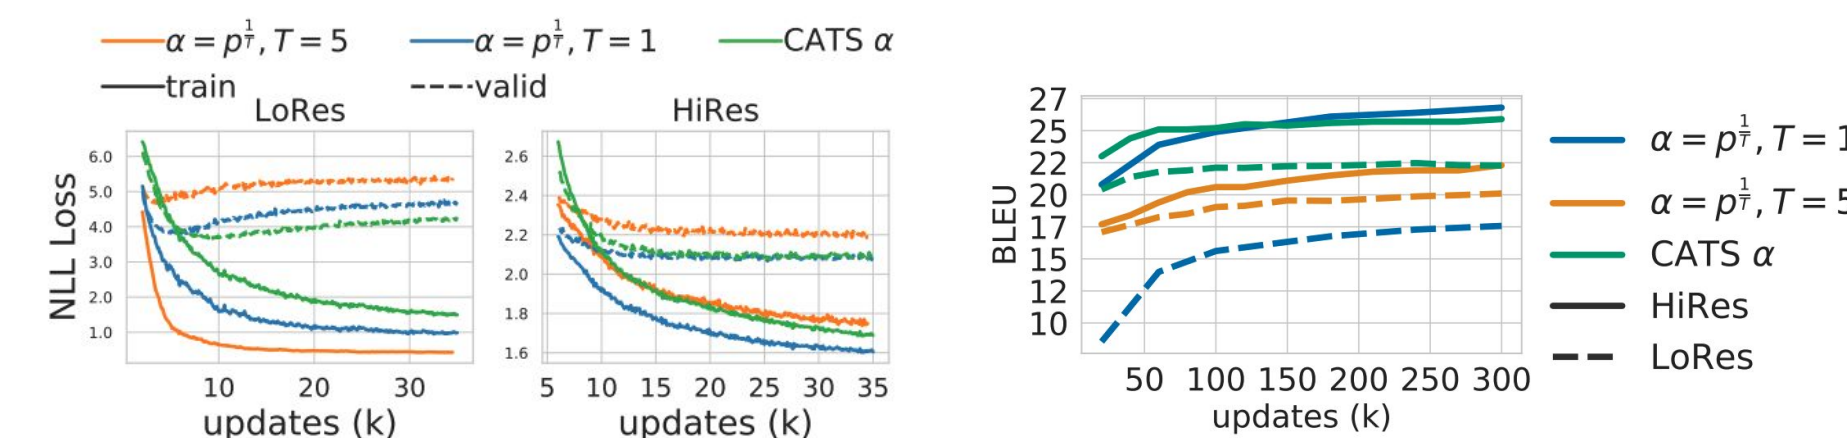 α = p^{1/T}, T = 5
α = p^{1/T}, T = 1
CATS α
train
valid
LoRes
HiRes
NLL Loss
6.0
5.0
4.0
3.0
2.0
1.0
10 20 30
updates (k)
2.6
2.4
2.2
2.0
1.8
1.6
5 10 15 20 25 30 35
updates (k)
BLEU
27
25
22
20
17
15
12
10
50 100 150 200 250 300
updates (k)
α = p^{1/T}, T = 1
α = p^{1/T}, T = 5
CATS α
HiRes
LoRes